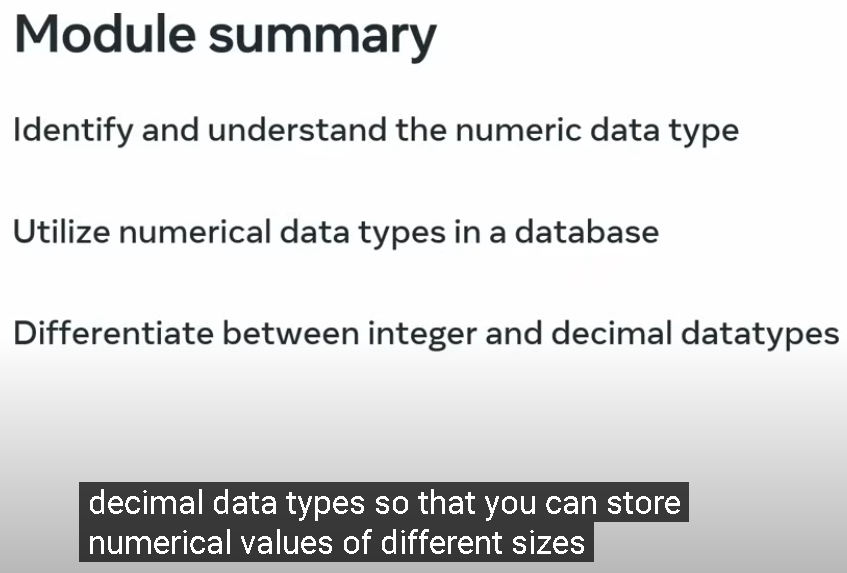 Module summary
Identify and understand the numeric data type
Utilize numerical data types in a database
Differentiate between integer and decimal datatypes
decimal data types so that you can store
numerical values of different sizes